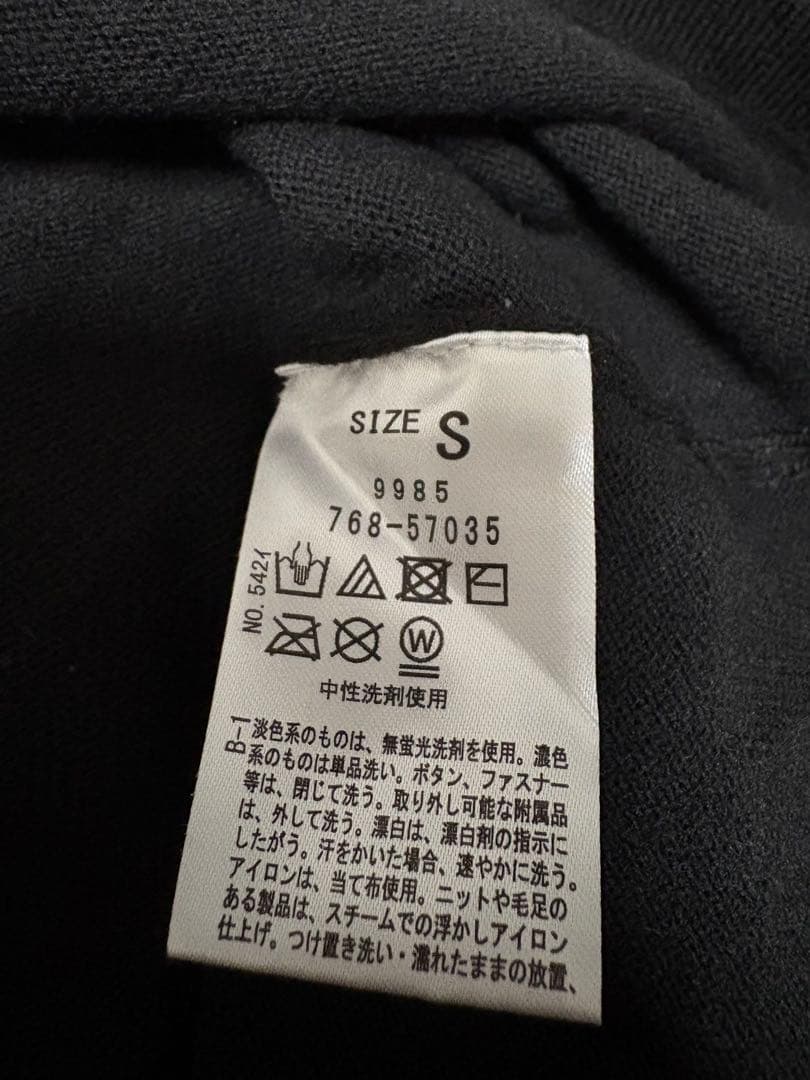 SIZE S
9985
768-57035
NO. 542イ
W
中性洗剤使用
B-1
淡色系のものは、無蛍光洗剤を使用。濃色
系のものは単品洗い。ボタン、ファスナー
等は、閉じて洗う。取り外し可能な附属品
は、外して洗う。漂白は、漂白剤の指示に
したがう。汗をかいた場合、速やかに洗う。
アイロンは、当て布使用。ニットや毛足の
ある製品は、スチームでの浮かしアイロン
仕上げ。つけ置き洗い・濡れたままの放置、